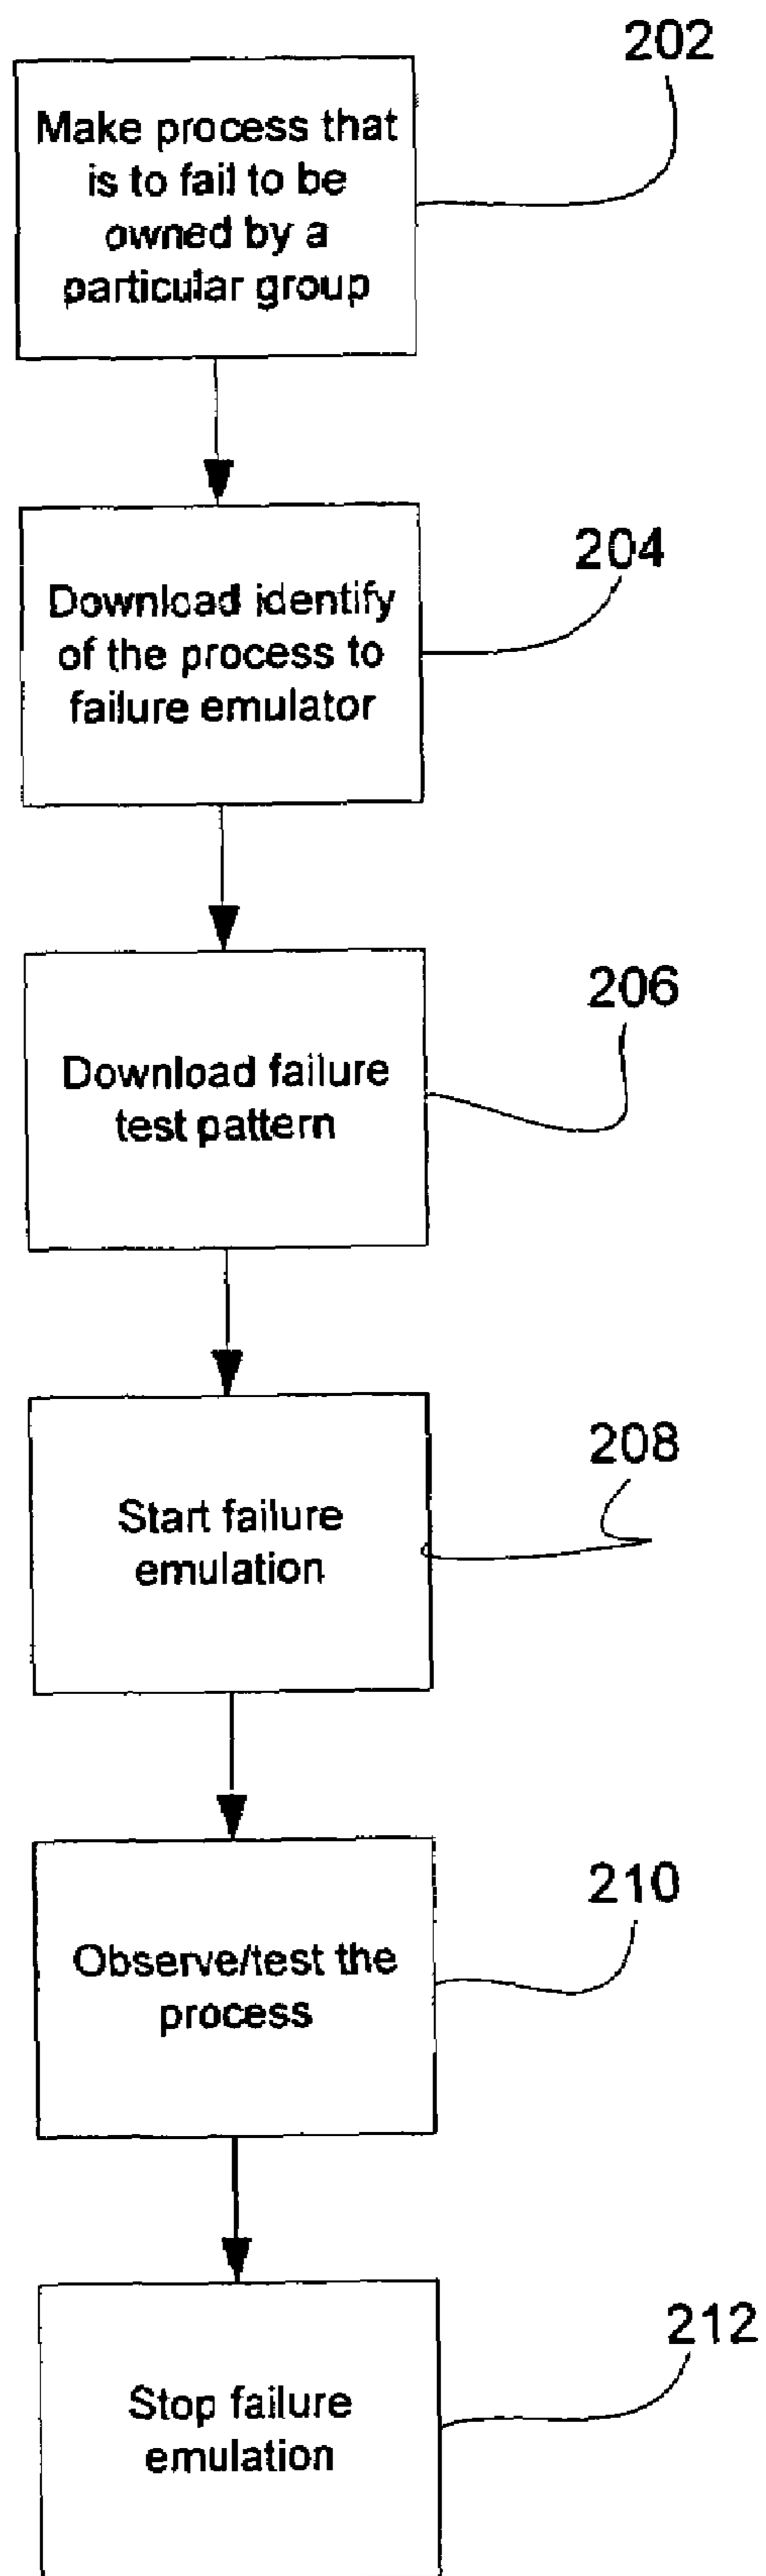 202
Make process that
is to fail to be
owned by a
particular group
204
Download identify
of the process to
failure emulator
206
Download failure
test pattern
208
Start failure
emulation
210
Observe/test the
process
212
Stop failure
emulation